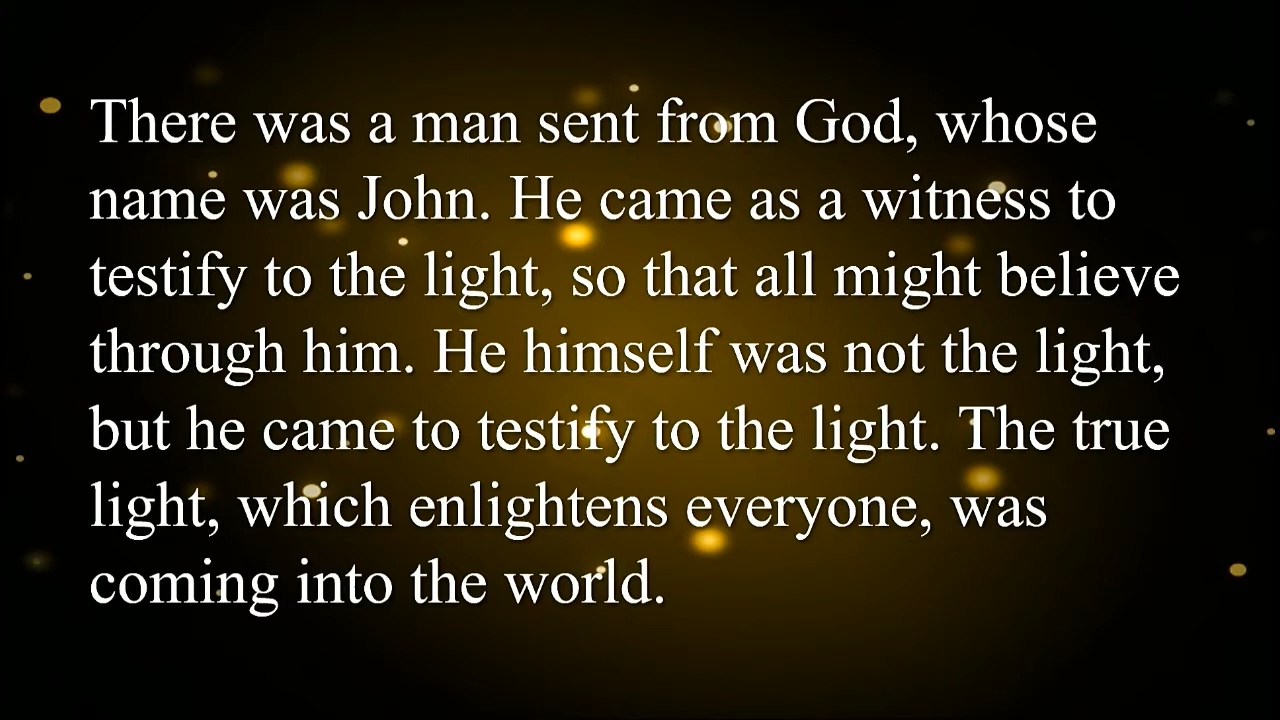 There was a man sent from God, whose
name was John. He came as a witness to
testify to the light, so that all might believe
through him. He himself was not the light,
but he came to testify to the light. The true
light, which enlightens everyone, was
coming into the world.